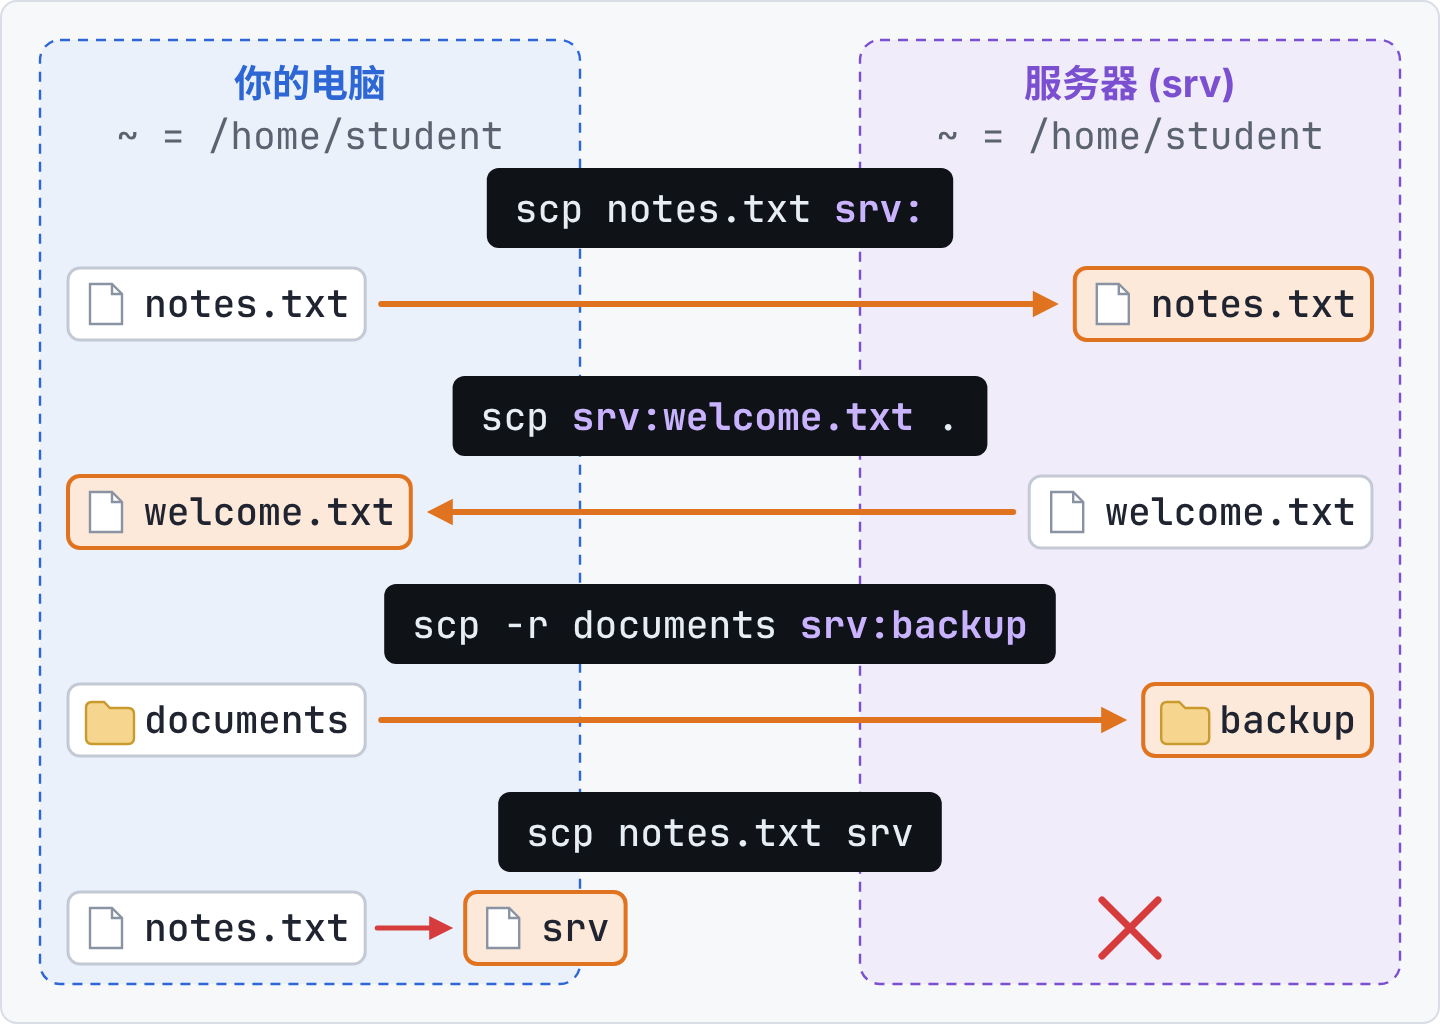 你的电脑
~ = /home/student
服务器 (srv)
~ = /home/student
scp notes.txt srv:
notes.txt
notes.txt
scp srv:welcome.txt .
welcome.txt
welcome.txt
scp -r documents srv:backup
documents
backup
scp notes.txt srv
notes.txt
srv